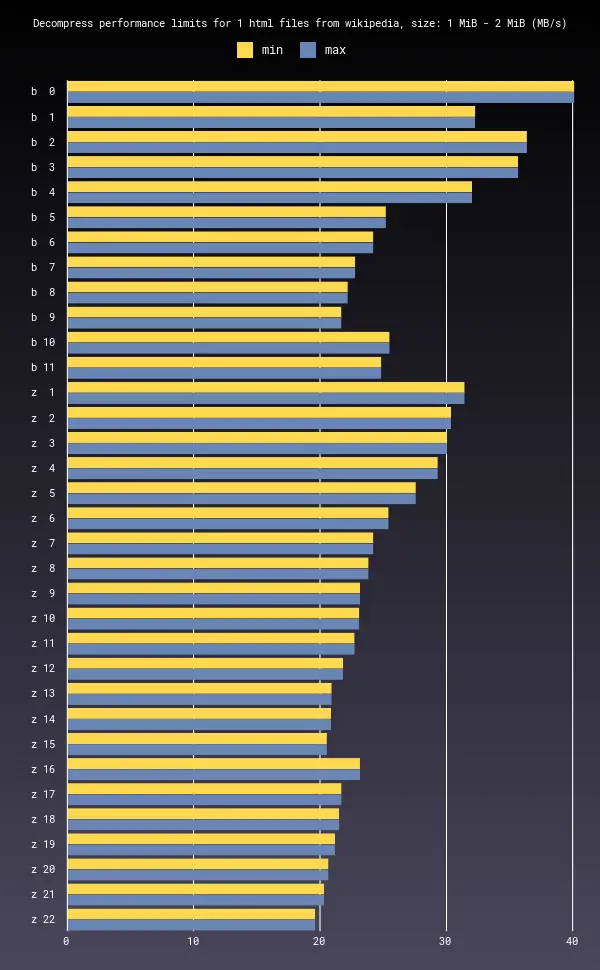 Decompress performance limits for 1 html files from wikipedia, size: 1 MiB - 2 MiB (MB/s)
min max
b 0
b 1
b 2
b 3
b 4
b 5
b 6
b 7
b 8
b 9
b 10
b 11
z 1
z 2
z 3
z 4
z 5
z 6
z 7
z 8
z 9
z 10
z 11
z 12
z 13
z 14
z 15
z 16
z 17
z 18
z 19
z 20
z 21
z 22
0 10 20 30 40